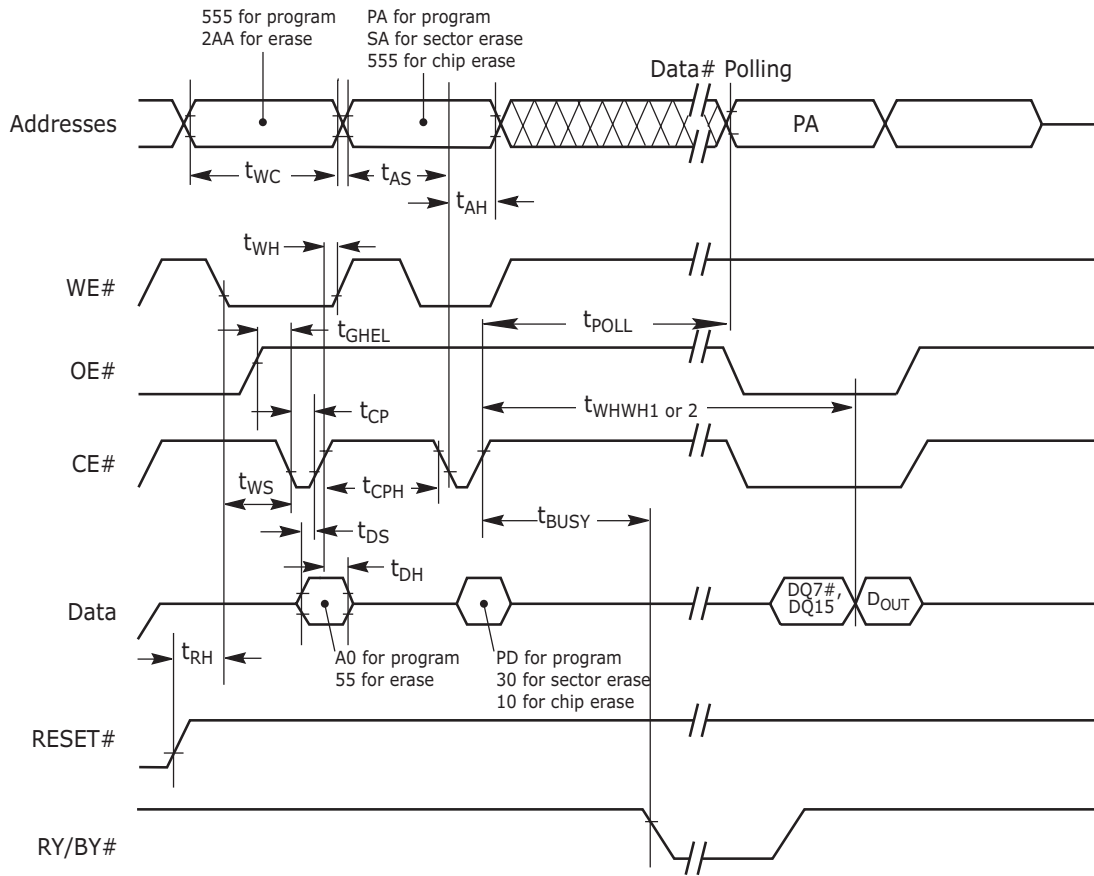 555 for program
2AA for erase
PA for program
SA for sector erase
555 for chip erase
Data# Polling
Addresses
PA
tWC
tAS
tAH
tWH
WE#
tGHEL
tPOLL
OE#
tCP
tWHWH1 or 2
CE#
tWS
tCPH
tBUSY
tDS
tDH
Data
DQ7#,
DQ15
DOUT
tRH
A0 for program
55 for erase
PD for program
30 for sector erase
10 for chip erase
RESET#
RY/BY#